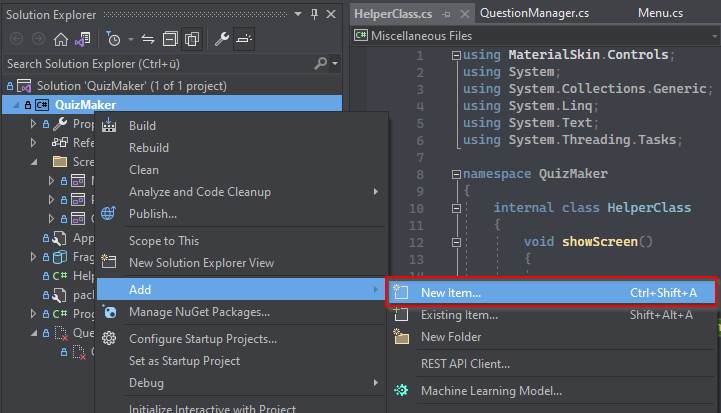 Solution Explorer
Search Solution Explorer (Ctrl+ü)
Solution 'QuizMaker' (1 of 1 project)
C# QuizMaker
Prop
Refe
Scre
App
Frag
C# Help
pac
C# Prog
Que
Build
Rebuild
Clean
Analyze and Code Cleanup
Publish...
Scope to This
New Solution Explorer View
Add
Manage NuGet Packages...
Configure Startup Projects...
Set as Startup Project
Debug
Initialize Interactive with Project
HelperClass.cs
QuestionManager.cs
Menu.cs
C# Miscellaneous Files
1 using MaterialSkin.Controls;
2 using System;
3 using System.Collections.Generic;
4 using System.Linq
5 using System.Text;
6 using System.Threading.Tasks;
7
8 namespace QuizMaker
9 {
10 internal class HelperClass
11 {
12 void showScreen()
13 {
New Item... Ctrl+Shift+A
Existing Item... Shift+Alt+A
New Folder
REST API Client...
Machine Learning Model...